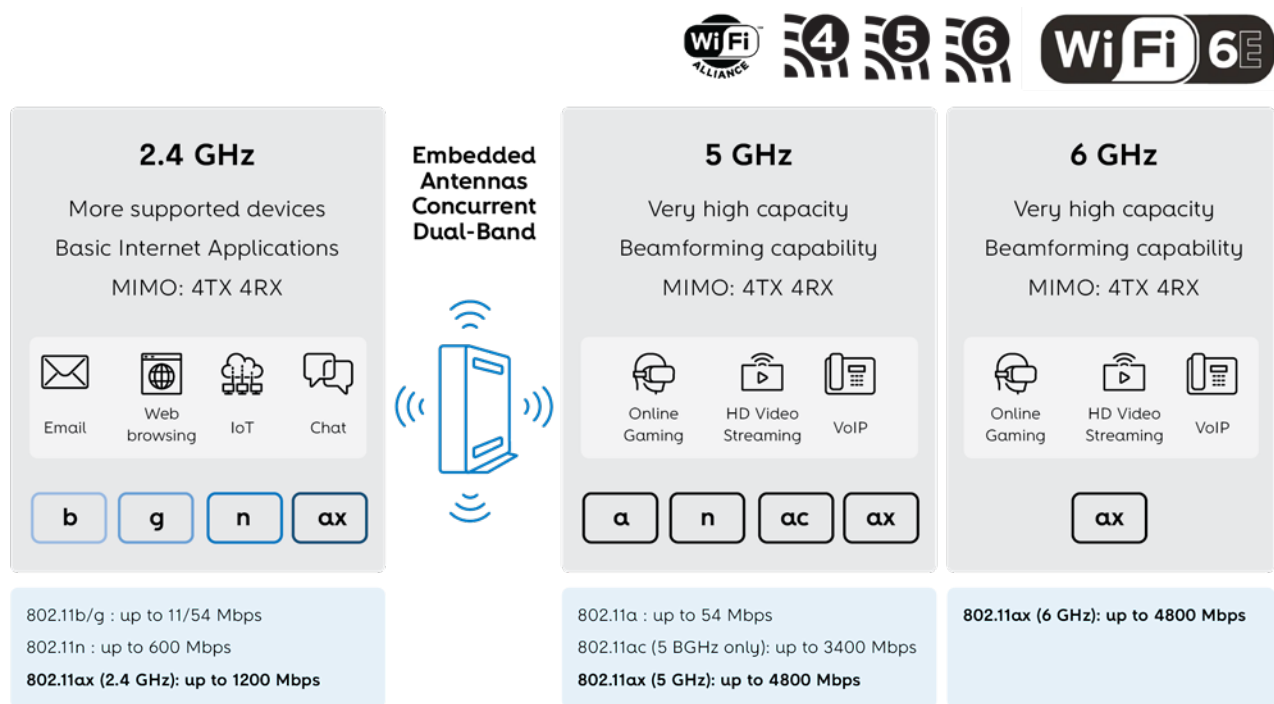 WiFi
ALLIANCE
4
5
6
WiFi 6E
2.4 GHz
More supported devices
Basic Internet Applications
MIMO: 4TX 4RX
Email
Web
browsing
IoT
Chat
b
g
n
ax
802.11b/g : up to 11/54 Mbps
802.11n : up to 600 Mbps
802.11ax (2.4 GHz): up to 1200 Mbps
Embedded
Antennas
Concurrent
Dual-Band
5 GHz
Very high capacity
Beamforming capability
MIMO: 4TX 4RX
Online
Gaming
HD Video
Streaming
VoIP
a
n
ac
ax
802.11a : up to 54 Mbps
802.11ac (5 BGHz only): up to 3400 Mbps
802.11ax (5 GHz): up to 4800 Mbps
6 GHz
Very high capacity
Beamforming capability
MIMO: 4TX 4RX
Online
Gaming
HD Video
Streaming
VoIP
ax
802.11ax (6 GHz): up to 4800 Mbps